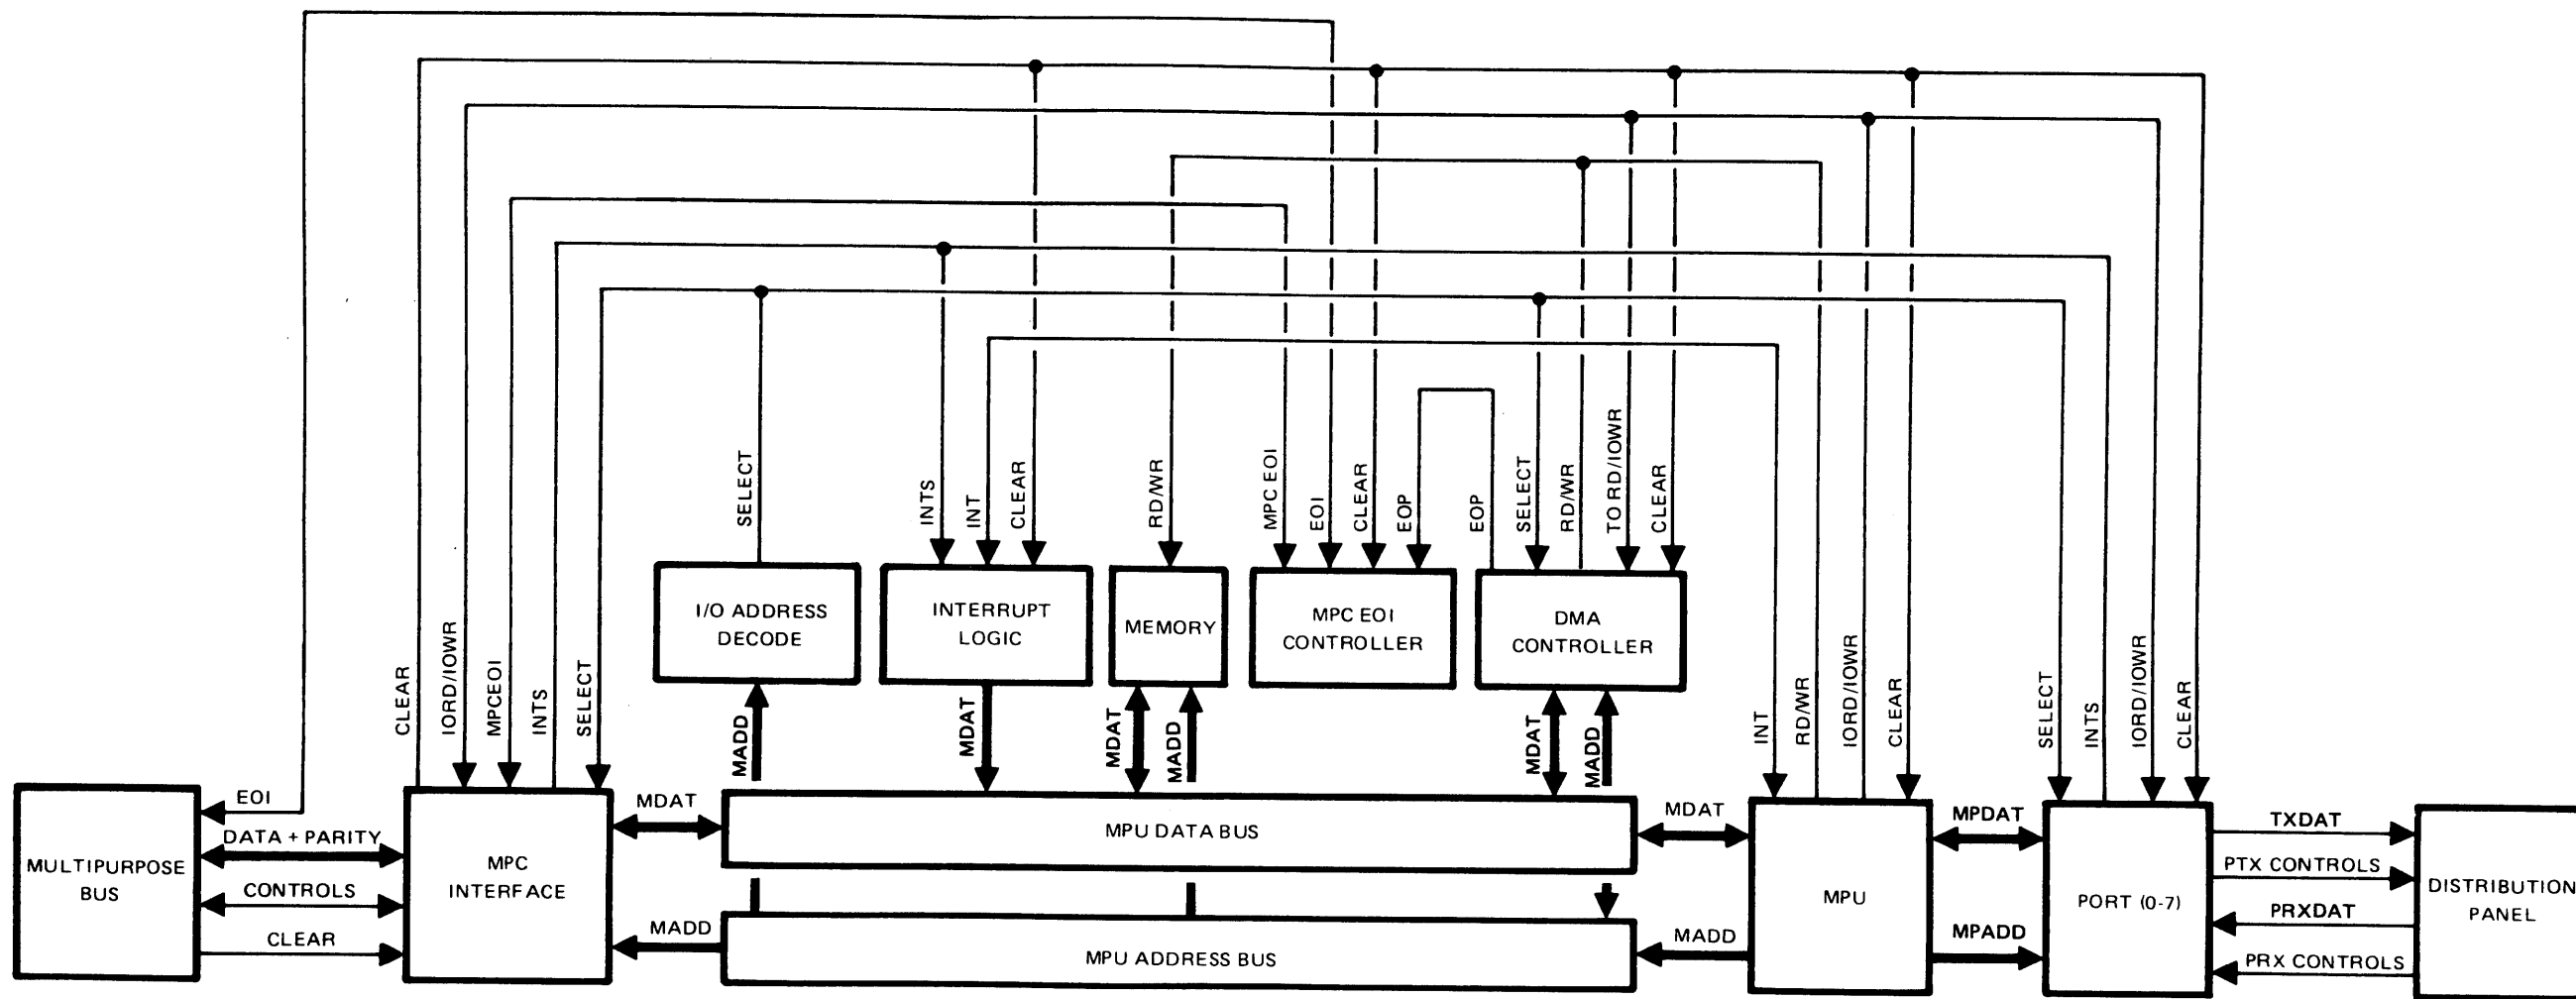 SELECT
INTS
INT
CLEAR
RD/WR
MPC EOI
EOI
CLEAR
EOP
EOP
SELECT
RD/WR
TO RD/IOWR
CLEAR
I/O ADDRESS
DECODE
INTERRUPT
LOGIC
MEMORY
MPC EOI
CONTROLLER
DMA
CONTROLLER
CLEAR
IORD/IOWR
MPCEOI
INTS
SELECT
MADD
MDAT
MDAT
MADD
MDAT
MADD
INT
RD/WR
IORD/IOWR
CLEAR
SELECT
INTS
IORD/IOWR
CLEAR
MULTIPURPOSE
BUS
EOI
DATA + PARITY
CONTROLS
CLEAR
MPC
INTERFACE
MDAT
MADD
MPU DATA BUS
MPU ADDRESS BUS
MDAT
MADD
MPU
MPDAT
MPADD
PORT (0-7)
TXDAT
PTX CONTROLS
PRXDAT
PRX CONTROLS
DISTRIBUTION
PANEL